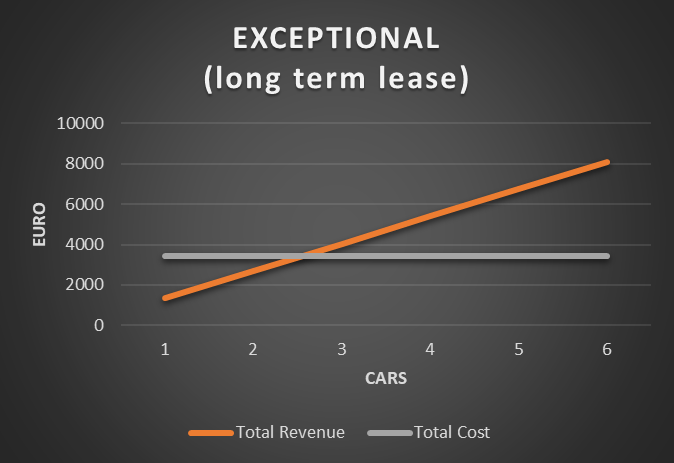 EXCEPTIONAL
(long term lease)
10000
8000
6000
4000
2000
0
EURO
1 2 3 4 5 6
CARS
Total Revenue Total Cost